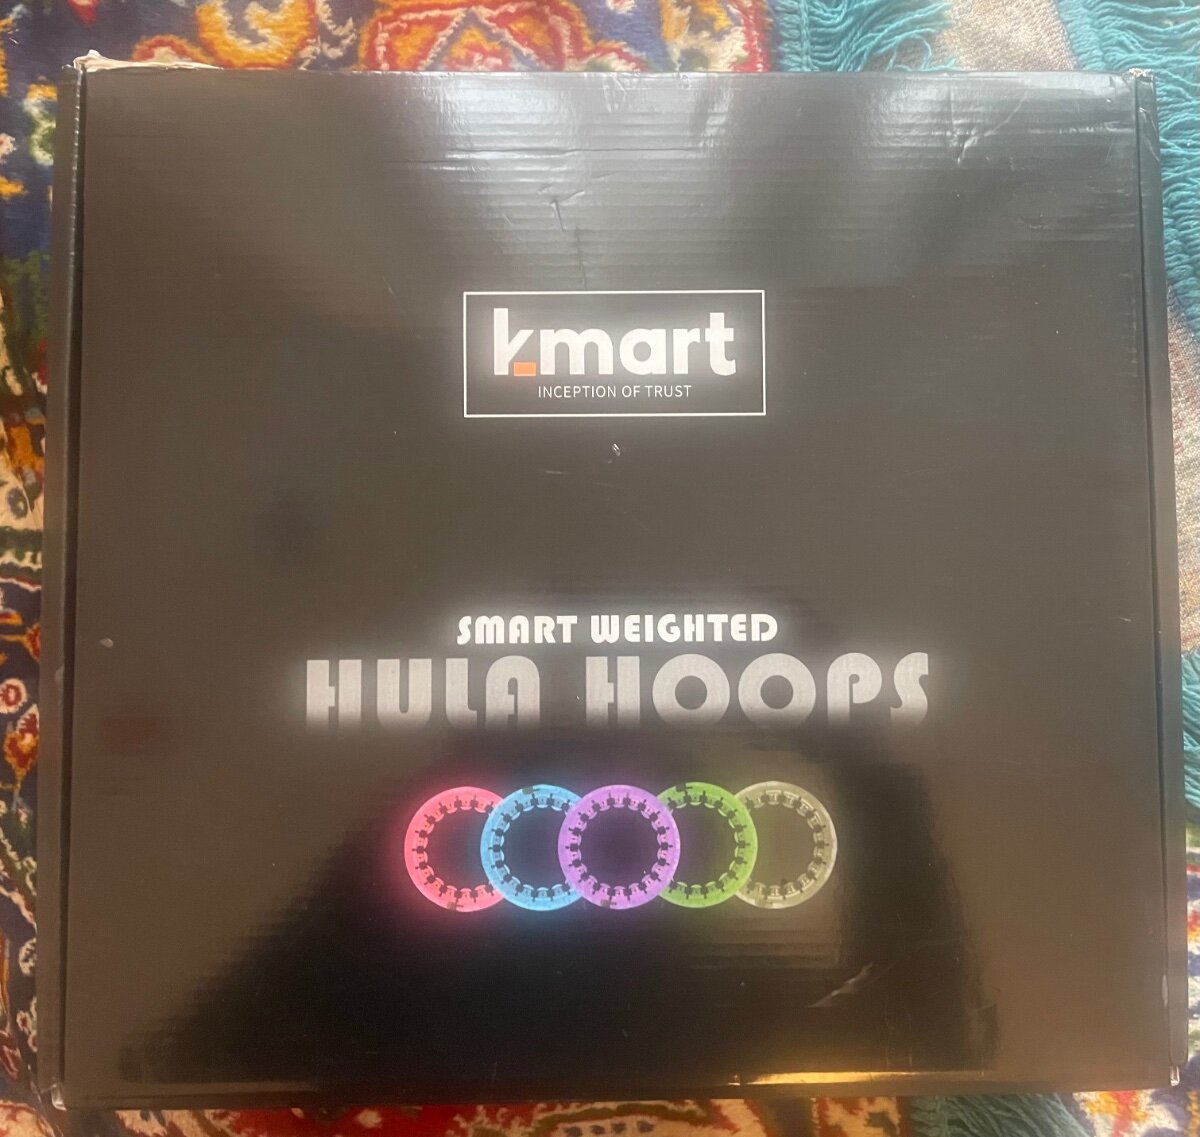 kmart
INCEPTION OF TRUST
SMART WEIGHTED
HULA HOOPS